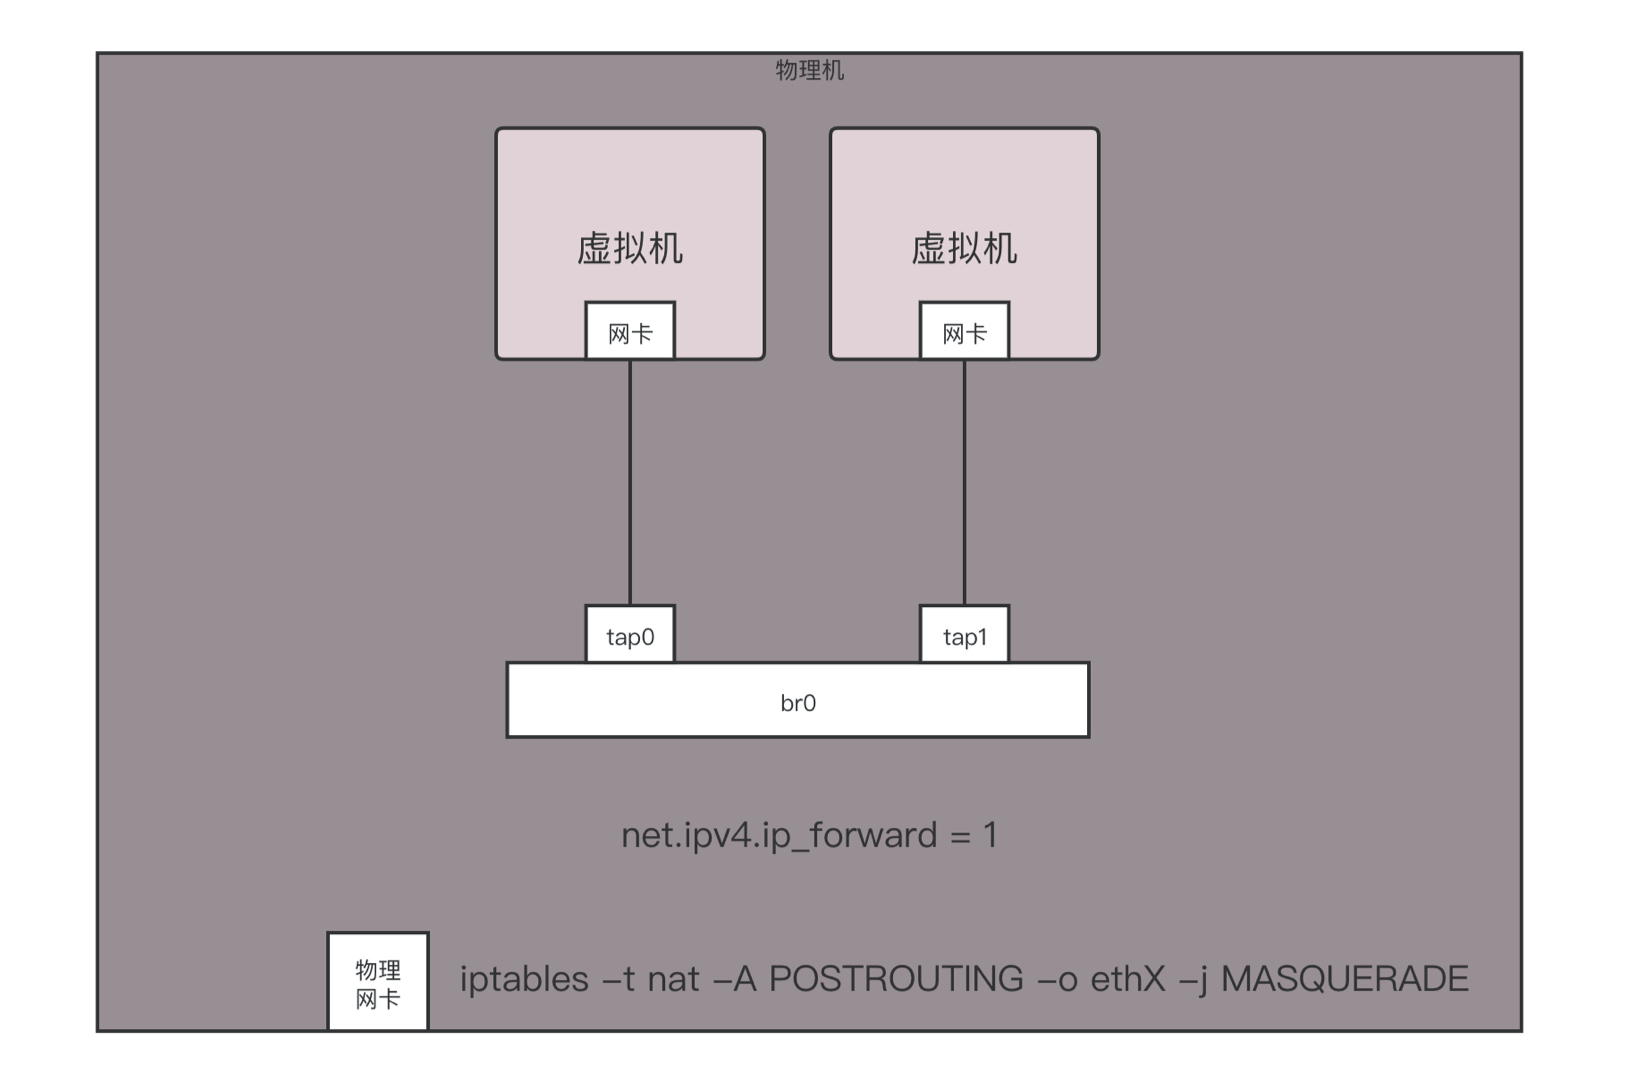 物理机
虚拟机
虚拟机
网卡
网卡
tap0
tap1
br0
net.ipv4.ip_forward = 1
物理
网卡
iptables –t nat –A POSTROUTING –o ethX –j MASQUERADE